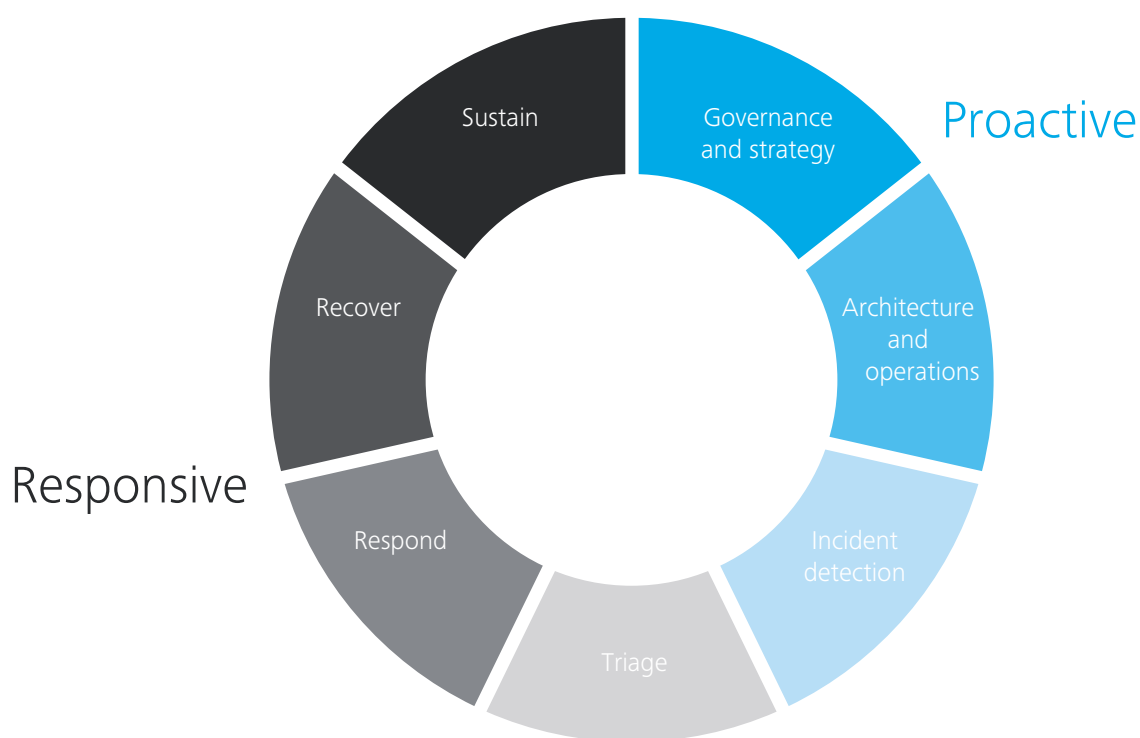 Sustain
Governance
and strategy
Proactive
Recover
Architecture
and
operations
Responsive
Respond
Incident
detection
Triage